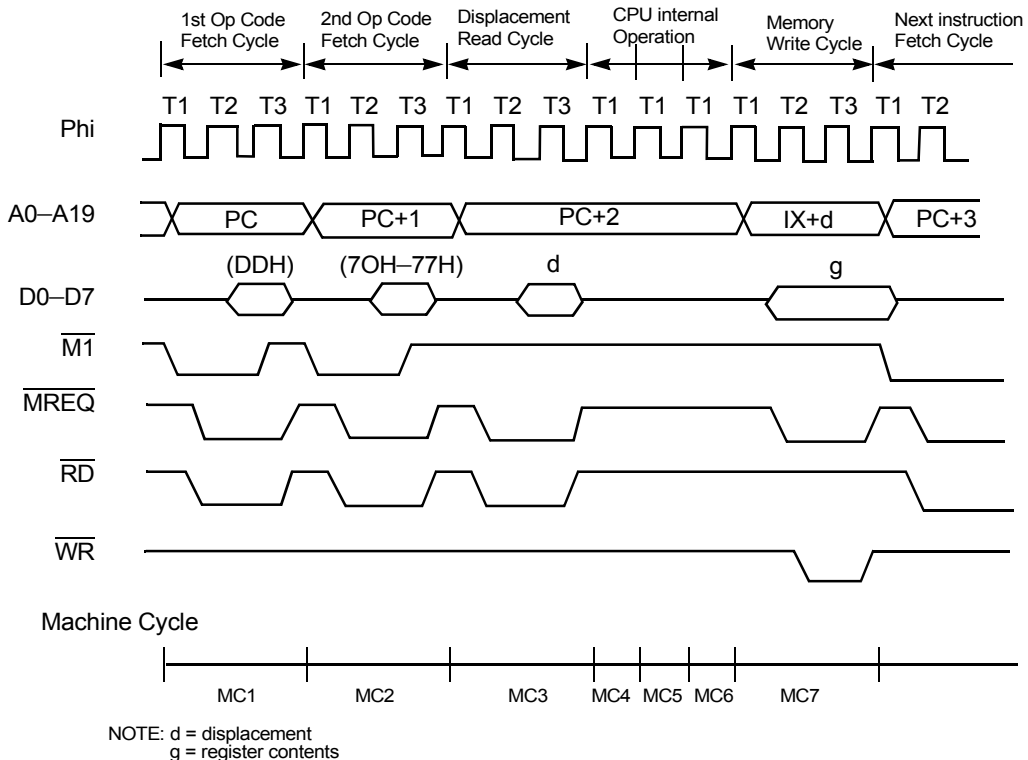 1st Op Code Fetch Cycle
2nd Op Code Fetch Cycle
Displacement Read Cycle
CPU internal Operation
Memory Write Cycle
Next instruction Fetch Cycle
T1 T2 T3 T1 T2 T3 T1 T2 T3 T1 T1 T1 T1 T2 T3 T1 T2
Phi
A0–A19 PC PC+1 PC+2 IX+d PC+3
(DDH) (7OH–77H) d g
D0–D7
M1
MREQ
RD
WR
Machine Cycle
MC1 MC2 MC3 MC4 MC5 MC6 MC7
NOTE: d = displacement
g = register contents